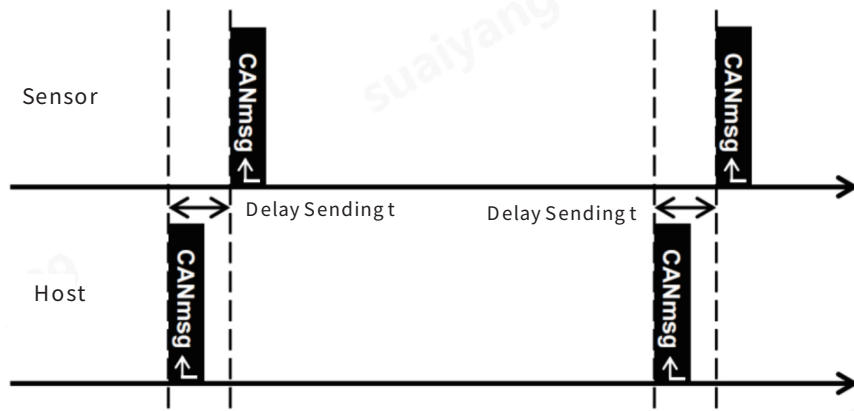 suaiyang
CANmsg
CANmsg
Sensor
Delay Sending t
Delay Sending t
CANmsg
CANmsg
Host